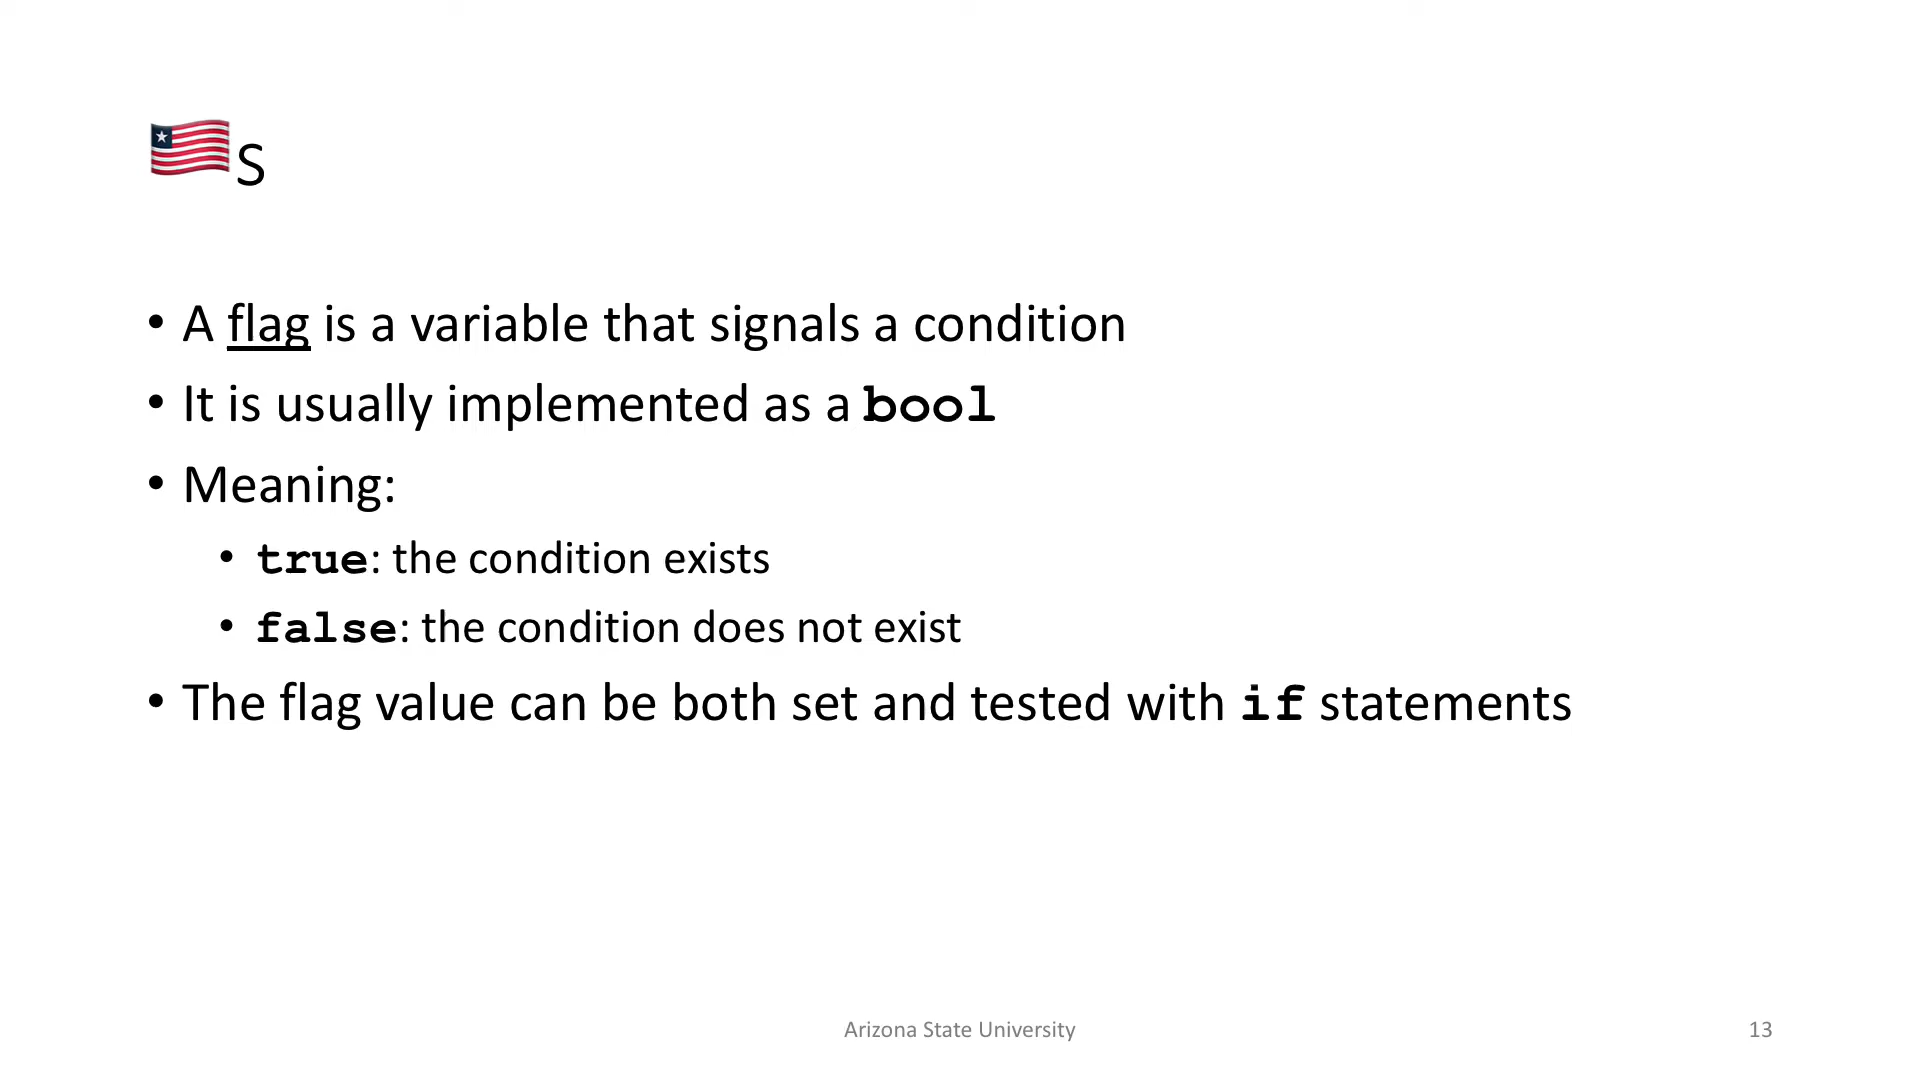 🇱🇷s
• A flag is a variable that signals a condition
• It is usually implemented as a bool
• Meaning:
• true: the condition exists
• false: the condition does not exist
• The flag value can be both set and tested with if statements
Arizona State University
13